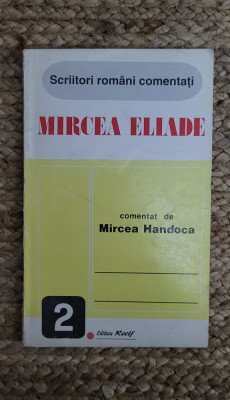 Scriitori români comentați
MIRCEA ELIADE
comentat de
Mircea Handoca
2
Editura Recif